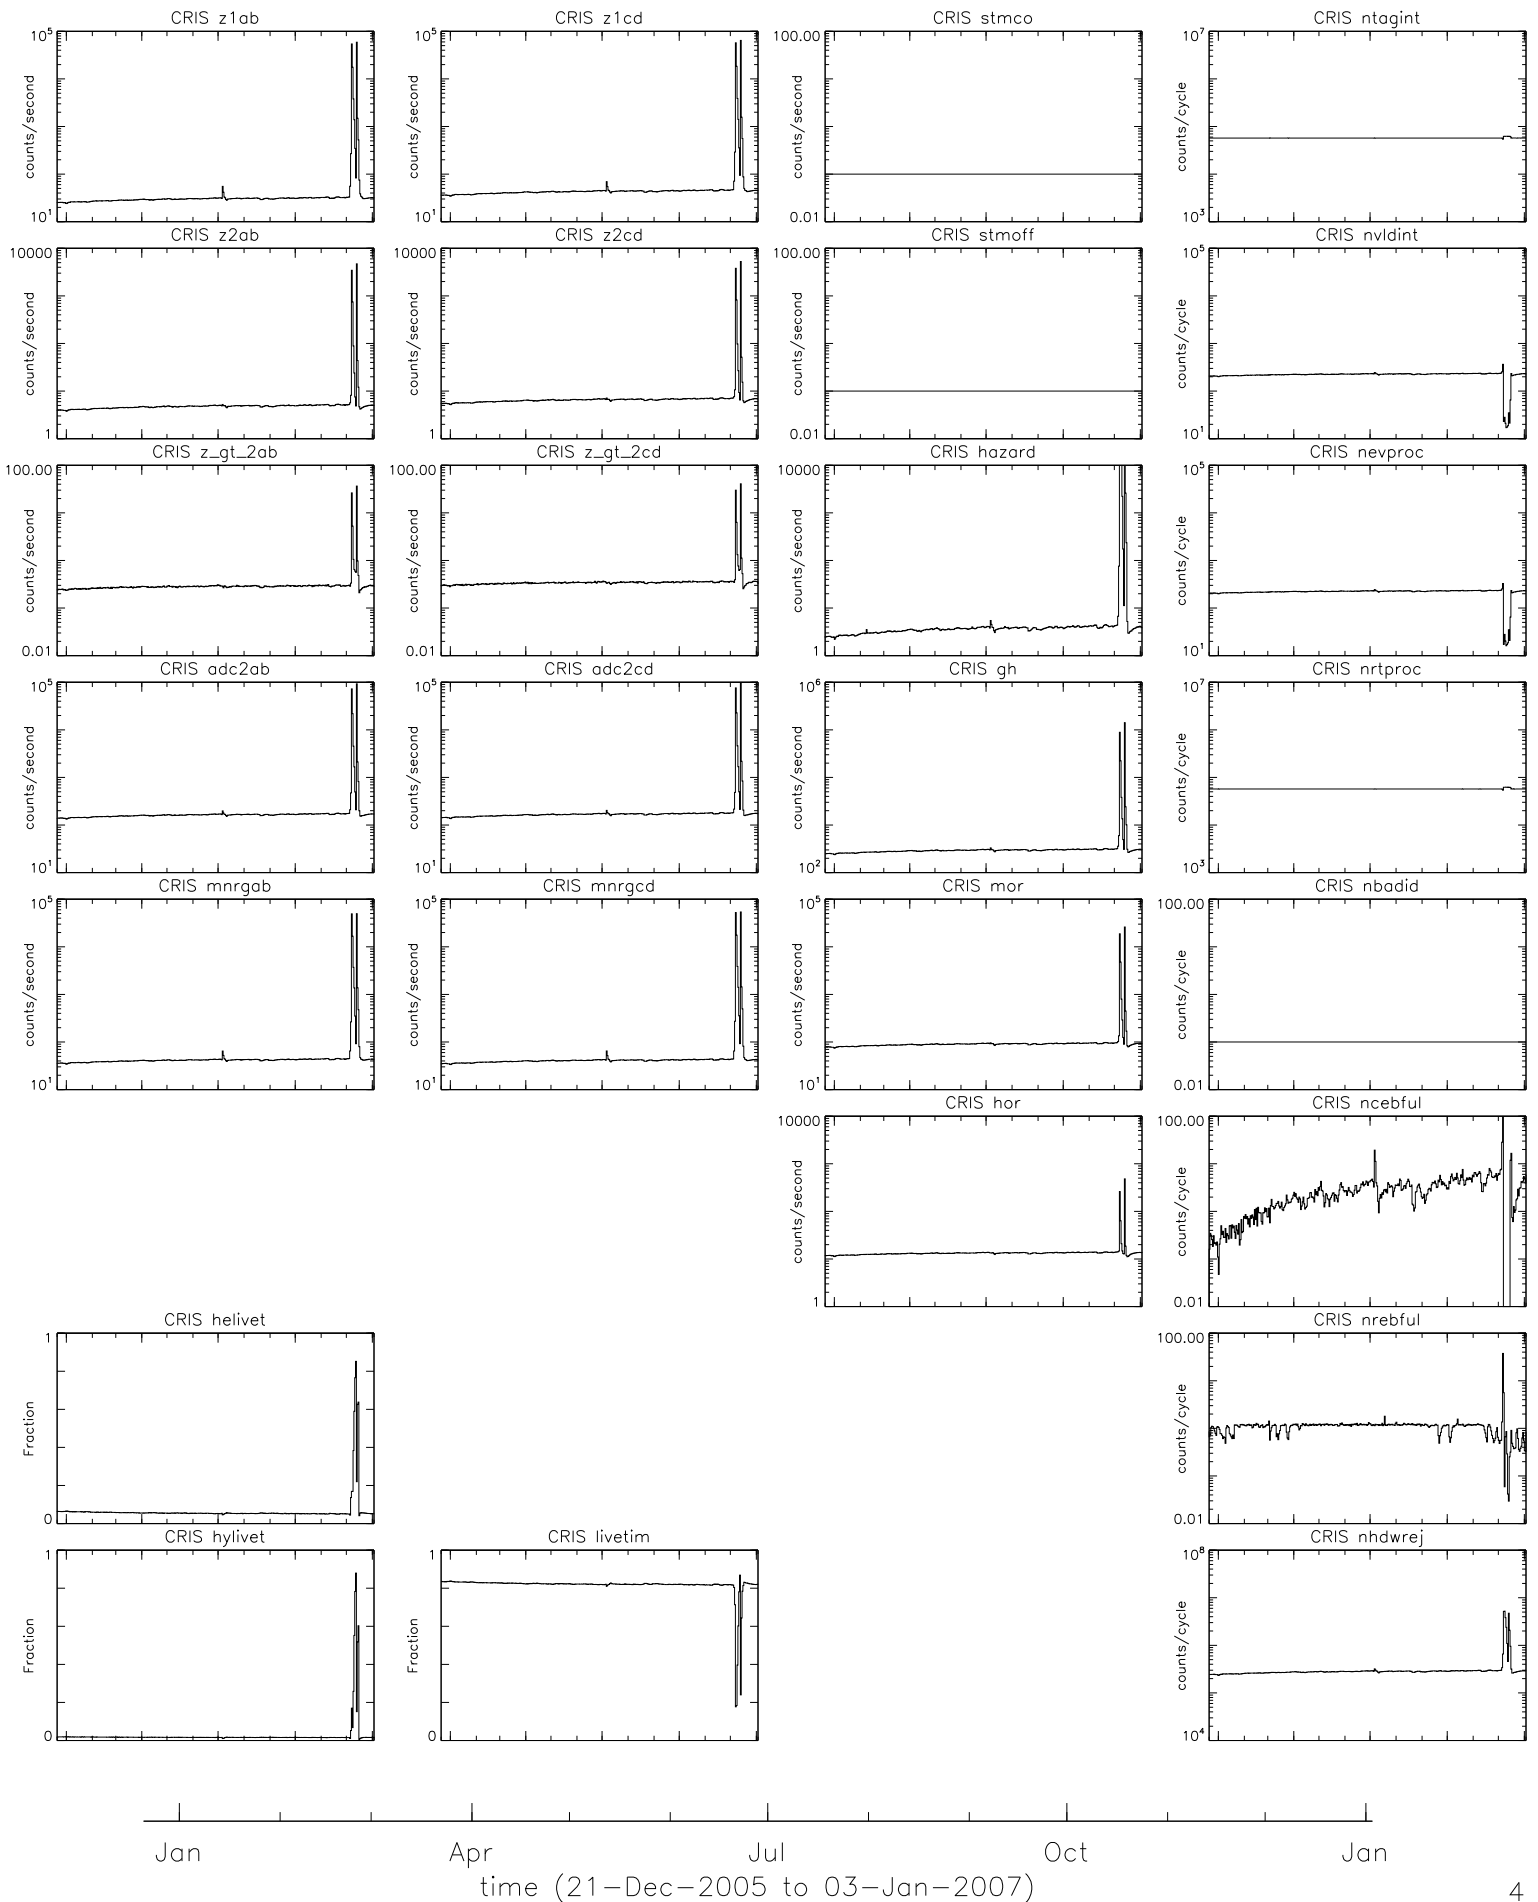 CRIS z1ab
10^5
counts/second
10^1
CRIS z1cd
10^5
counts/second
10^1
CRIS stmco
100.00
counts/second
0.01
CRIS ntagint
10^7
counts/cycle
10^3
CRIS z2ab
10000
counts/second
1
CRIS z2cd
10000
counts/second
1
CRIS stmoff
100.00
counts/second
0.01
CRIS nvldint
10^5
counts/cycle
10^1
CRIS z_gt_2ab
100.00
counts/second
0.01
CRIS z_gt_2cd
100.00
counts/second
0.01
CRIS hazard
10000
counts/second
1
CRIS nevproc
10^5
counts/cycle
10^1
CRIS adc2ab
10^5
counts/second
10^1
CRIS adc2cd
10^5
counts/second
10^1
CRIS gh
10^6
counts/second
10^2
CRIS nrtproc
10^7
counts/cycle
10^3
CRIS mnrgab
10^5
counts/second
10^1
CRIS mnrgcd
10^5
counts/second
10^1
CRIS mor
10^5
counts/second
10^1
CRIS nbadid
100.00
counts/cycle
0.01
CRIS hor
10000
counts/second
1
CRIS ncebful
100.00
counts/cycle
0.01
CRIS helivet
1
Fraction
0
CRIS nrebful
100.00
counts/cycle
0.01
CRIS hylivet
1
Fraction
0
CRIS livetim
1
Fraction
0
CRIS nhdwrej
10^8
counts/cycle
10^4
Jan Apr Jul Oct Jan
time (21-Dec-2005 to 03-Jan-2007)
4